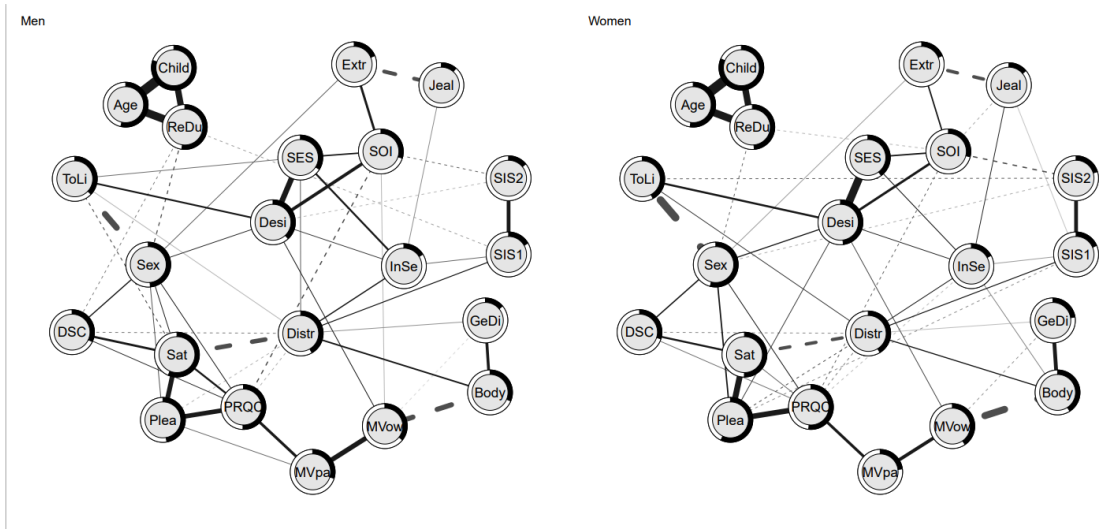 Men
Child
Age
ReDu
Extr
Jeal
SES
SOI
ToLi
SIS2
Desi
SIS1
Sex
InSe
DSC
Distr
GeDi
Sat
Body
Plea
PRQC
MVow
MVpa
Women
Child
Age
ReDu
Extr
Jeal
SES
SOI
ToLi
SIS2
Desi
SIS1
Sex
InSe
DSC
Distr
GeDi
Sat
Body
Plea
PRQC
MVow
MVpa